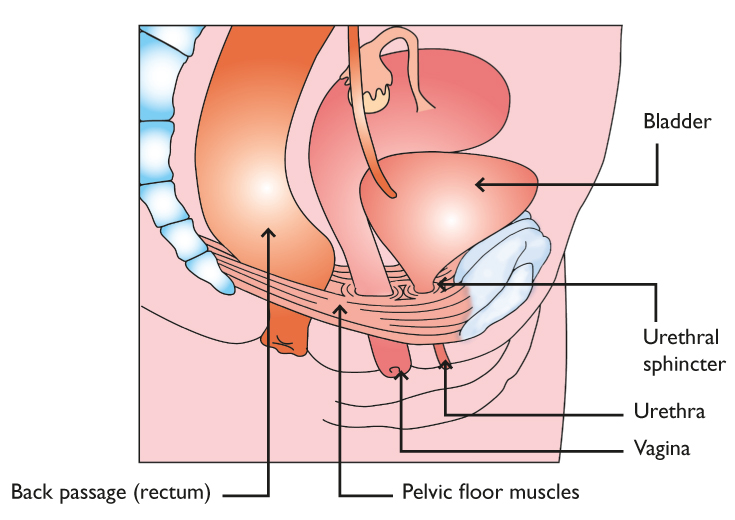 Bladder
Urethral
sphincter
Urethra
Vagina
Back passage (rectum)
Pelvic floor muscles